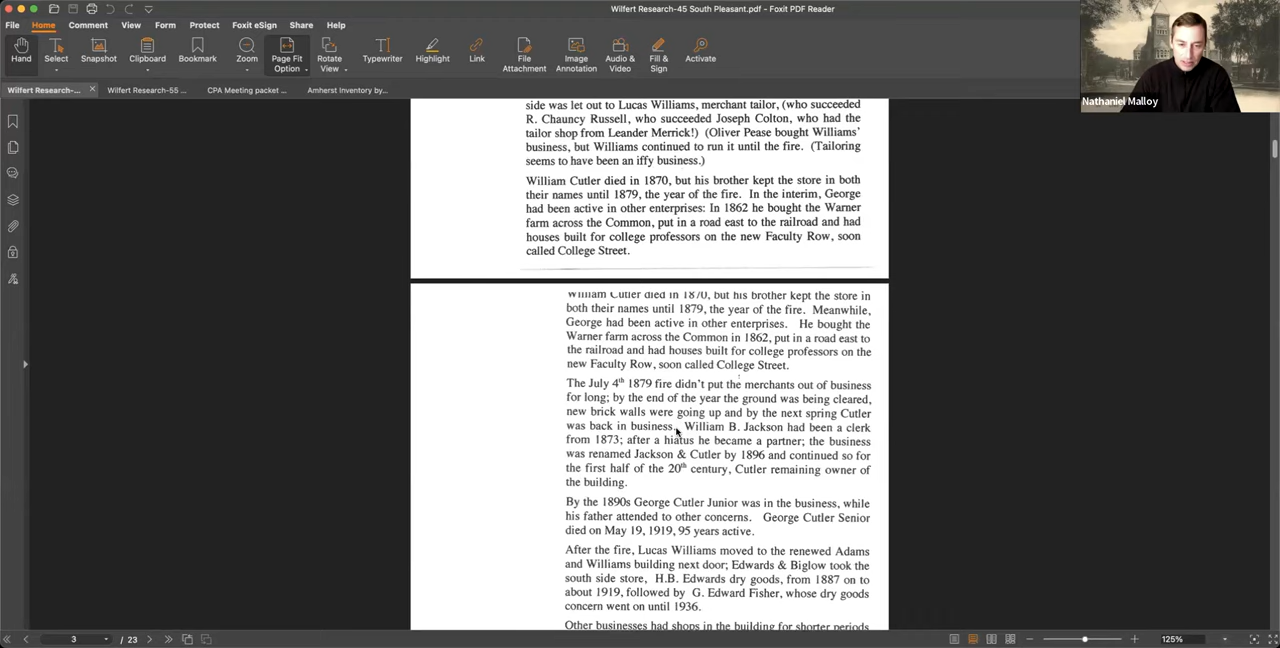 Wilfert Research-45 South Pleasant.pdf - Foxit PDF Reader
File Home Comment View Form Protect Foxit eSign Share Help
Hand Select Snapshot Clipboard Bookmark Zoom Page Fit Option Rotate View Typewriter Highlight Link File Attachment Image Annotation Audio & Video Fill & Sign Activate
Nathaniel Malloy
Wilfert Research-... Wilfert Research-55 ... CPA Meeting packet ... Amherst Inventory by...
side was let out to Lucas Williams, merchant tailor, (who succeeded
R. Chauncy Russell, who succeeded Joseph Colton, who had the
tailor shop from Leander Merrick!) (Oliver Pease bought Williams'
business, but Williams continued to run it until the fire. (Tailoring
seems to have been an iffy business.)
William Cutler died in 1870, but his brother kept the store in both
their names until 1879, the year of the fire. In the interim, George
had been active in other enterprises: In 1862 he bought the Warner
farm across the Common, put in a road east to the railroad and had
houses built for college professors on the new Faculty Row, soon
called College Street.
William Cutler died in 1870, but his brother kept the store in
both their names until 1879, the year of the fire. Meanwhile,
George had been active in other enterprises. He bought the
Warner farm across the Common in 1862, put in a road east to
the railroad and had houses built for college professors on the
new Faculty Row, soon called College Street.
The July 4th 1879 fire didn't put the merchants out of business
for long; by the end of the year the ground was being cleared,
new brick walls were going up and by the next spring Cutler
was back in business. William B. Jackson had been a clerk
from 1873; after a hiatus he became a partner; the business
was renamed Jackson & Cutler by 1896 and continued so for
the first half of the 20th century, Cutler remaining owner of
the building.
By the 1890s George Cutler Junior was in the business, while
his father attended to other concerns. George Cutler Senior
died on May 19, 1919, 95 years active.
After the fire, Lucas Williams moved to the renewed Adams
and Williams building next door; Edwards & Biglow took the
south side store, H.B. Edwards dry goods, from 1887 on to
about 1919, followed by G. Edward Fisher, whose dry goods
concern went on until 1936.
Other businesses had shops in the building for shorter periods
3 / 23 125%